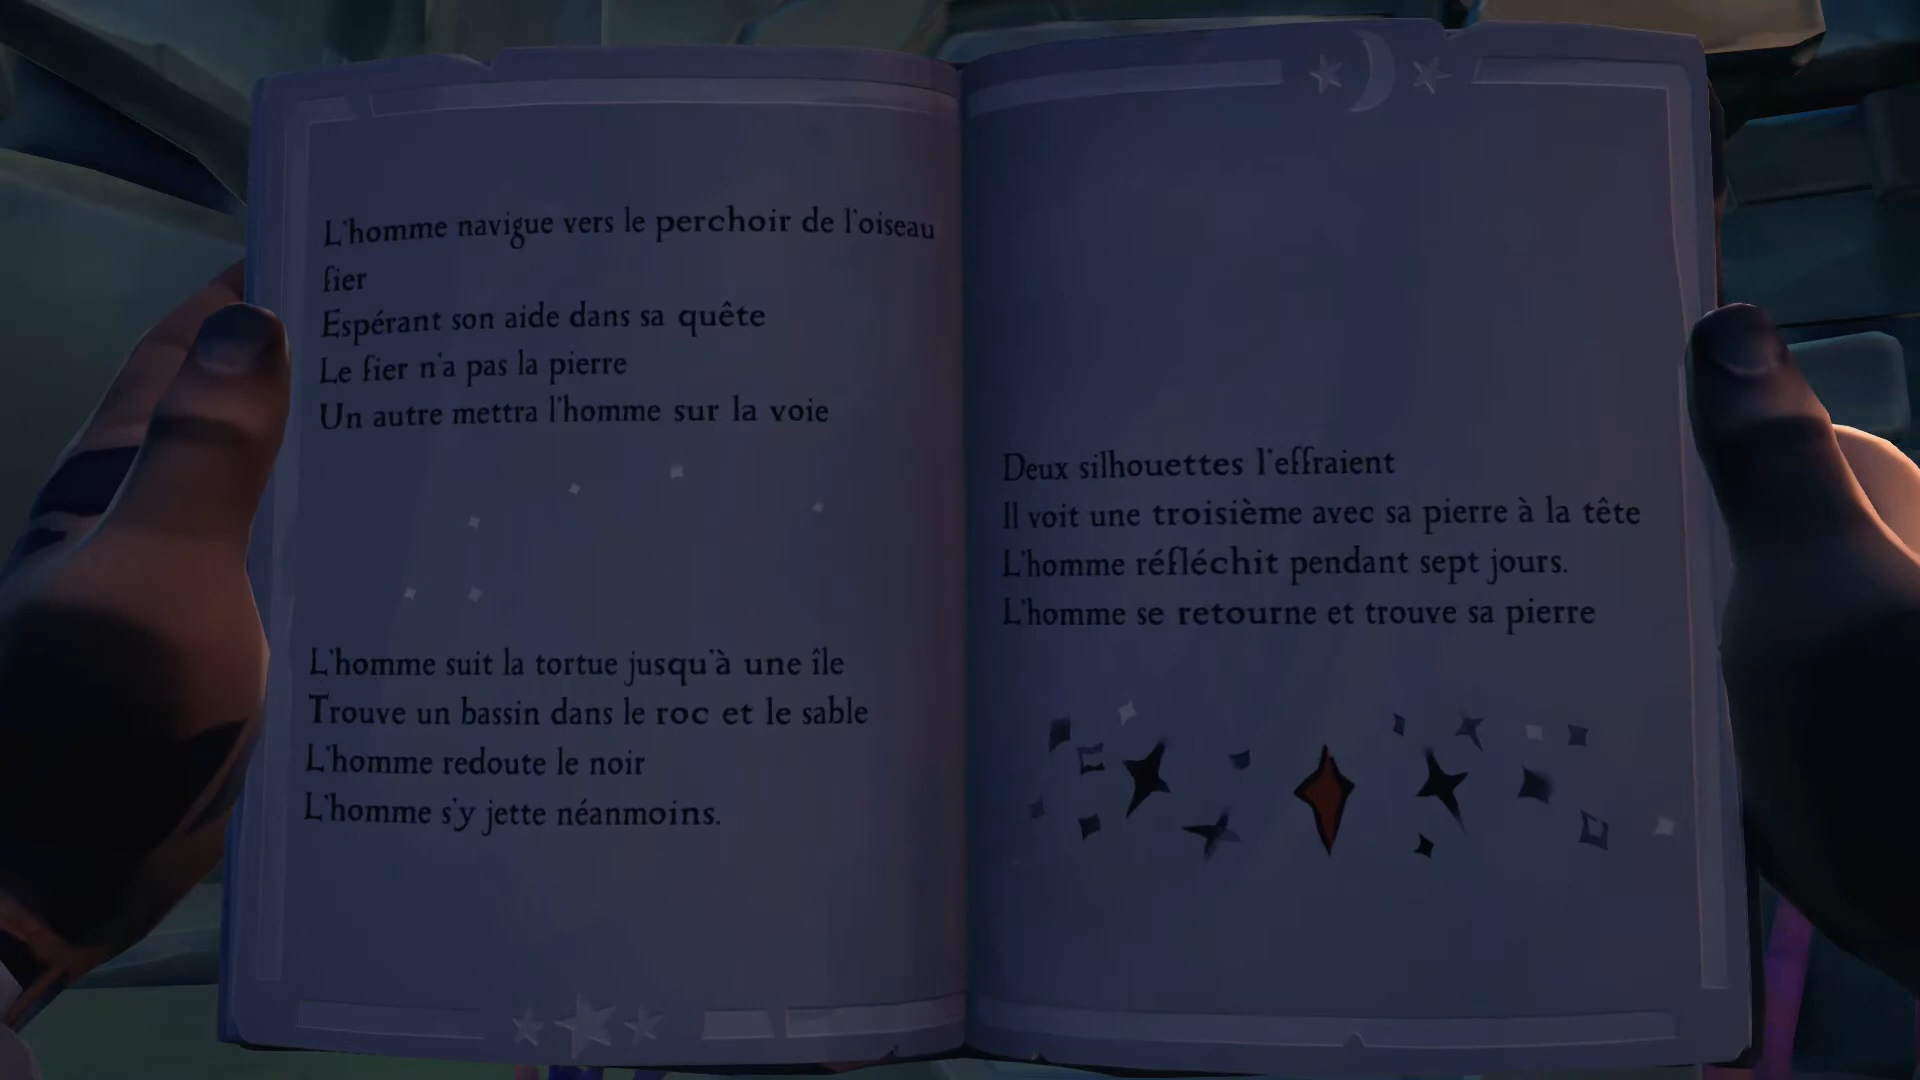 L'homme navigue vers le perchoir de l'oiseau
fier
Espérant son aide dans sa quête
Le fier n'a pas la pierre
Un autre mettra l'homme sur la voie
L'homme suit la tortue jusqu'à une île
Trouve un bassin dans le roc et le sable
L'homme redoute le noir
L'homme s'y jette néanmoins.
Deux silhouettes l'effraient
Il voit une troisième avec sa pierre à la tête
L'homme réfléchit pendant sept jours.
L'homme se retourne et trouve sa pierre